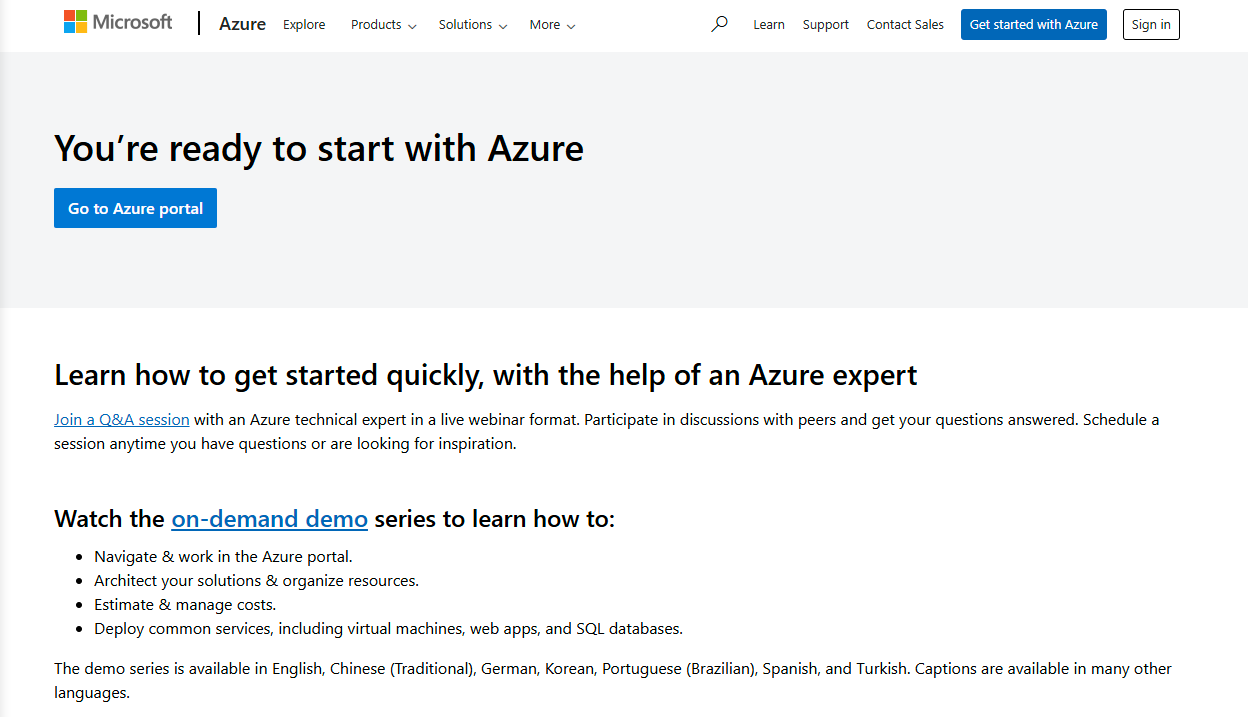 Microsoft Azure Explore Products Solutions More Learn Support Contact Sales Get started with Azure Sign in
You’re ready to start with Azure
Go to Azure portal
Learn how to get started quickly, with the help of an Azure expert
Join a Q&A session with an Azure technical expert in a live webinar format. Participate in discussions with peers and get your questions answered. Schedule a
session anytime you have questions or are looking for inspiration.
Watch the on-demand demo series to learn how to:
• Navigate & work in the Azure portal.
• Architect your solutions & organize resources.
• Estimate & manage costs.
• Deploy common services, including virtual machines, web apps, and SQL databases.
The demo series is available in English, Chinese (Traditional), German, Korean, Portuguese (Brazilian), Spanish, and Turkish. Captions are available in many other
languages.